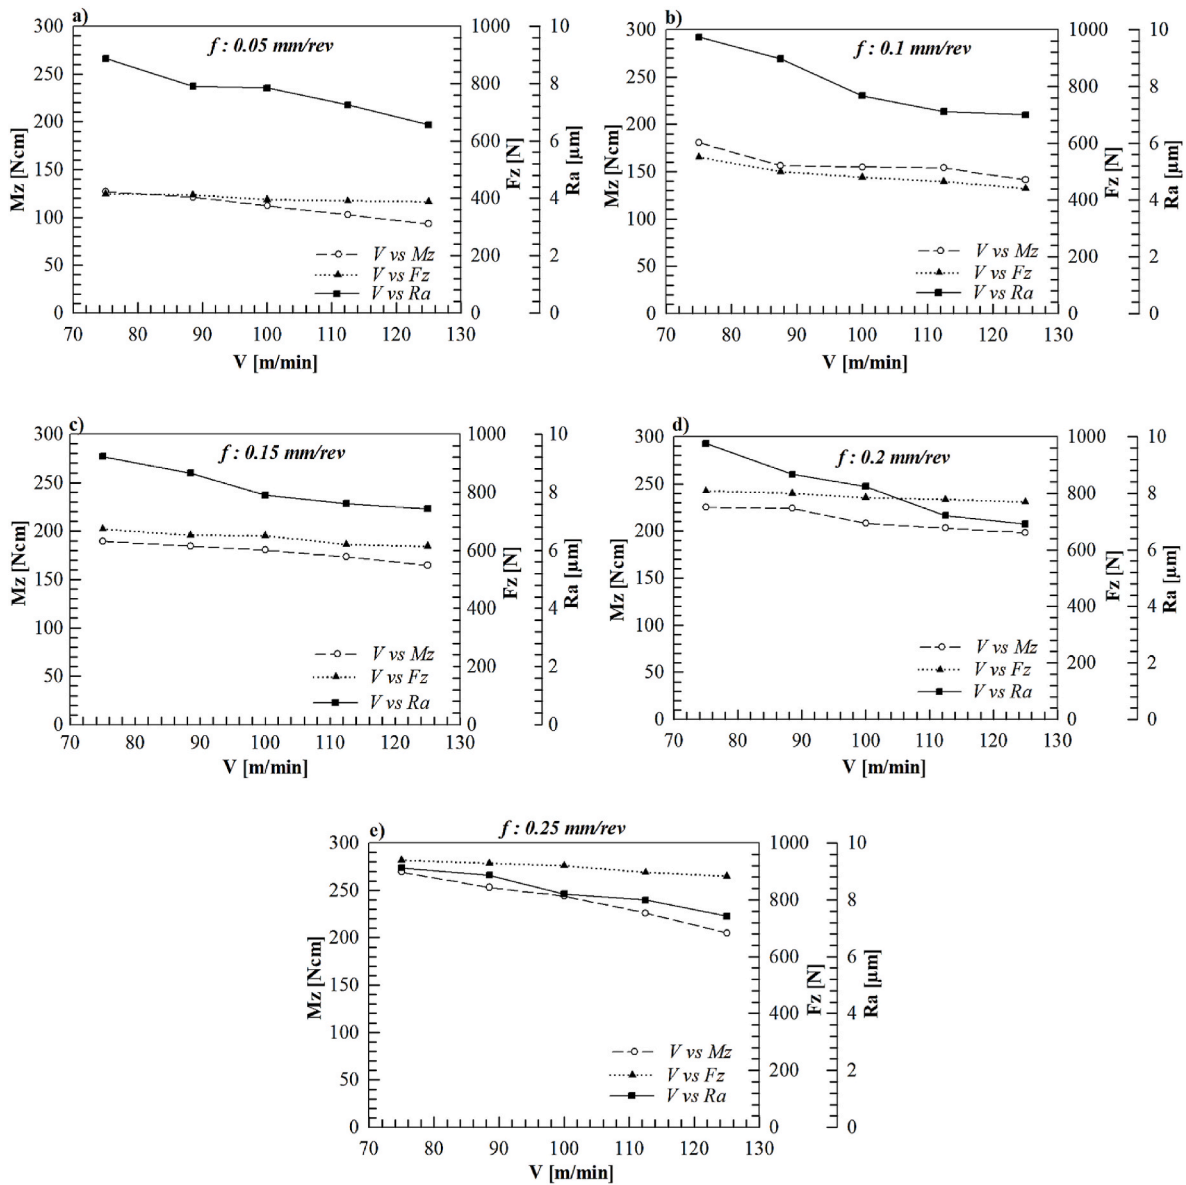 a)
f : 0.05 mm/rev
300
250
200
150
100
50
0
Mz [Ncm]
1000
800
600
400
200
0
Fz [N]
10
8
6
4
2
0
Ra [µm]
V vs Mz
V vs Fz
V vs Ra
70 80 90 100 110 120 130
V [m/min]
b)
f : 0.1 mm/rev
300
250
200
150
100
50
0
Mz [Ncm]
1000
800
600
400
200
0
Fz [N]
10
8
6
4
2
0
Ra [µm]
V vs Mz
V vs Fz
V vs Ra
70 80 90 100 110 120 130
V [m/min]
c)
f : 0.15 mm/rev
300
250
200
150
100
50
0
Mz [Ncm]
1000
800
600
400
200
0
Fz [N]
10
8
6
4
2
0
Ra [µm]
V vs Mz
V vs Fz
V vs Ra
70 80 90 100 110 120 130
V [m/min]
d)
f : 0.2 mm/rev
300
250
200
150
100
50
0
Mz [Ncm]
1000
800
600
400
200
0
Fz [N]
10
8
6
4
2
0
Ra [µm]
V vs Mz
V vs Fz
V vs Ra
70 80 90 100 110 120 130
V [m/min]
e)
f : 0.25 mm/rev
300
250
200
150
100
50
0
Mz [Ncm]
1000
800
600
400
200
0
Fz [N]
10
8
6
4
2
0
Ra [µm]
V vs Mz
V vs Fz
V vs Ra
70 80 90 100 110 120 130
V [m/min]